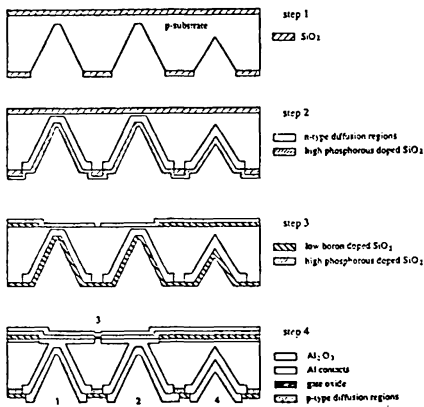 step 1
p-substrate
SiO₂
step 2
n-type diffusion regions
high phosphorous doped SiO₂
step 3
low boron doped SiO₂
high phosphorous doped SiO₂
3
step 4
Al₂O₃
Al contacts
gate oxide
p-type diffusion regions
1
2
4